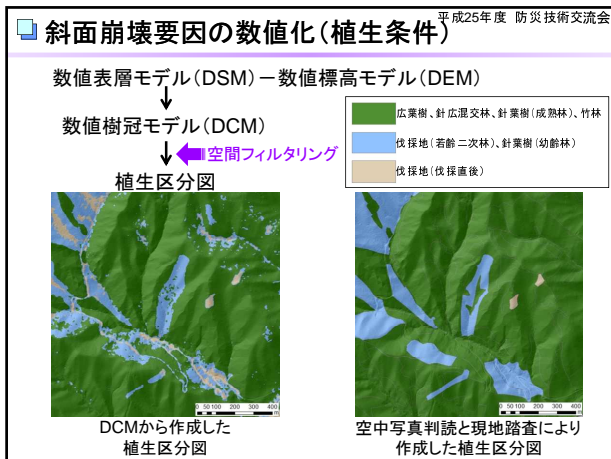 平成25年度 防災技術交流会
斜面崩壊要因の数値化(植生条件)
数値表層モデル(DSM)-数値標高モデル(DEM)
数値樹冠モデル(DCM)
空間フィルタリング
植生区分図
広葉樹、針広混交林、針葉樹(成熟林)、竹林
伐採地(若齢二次林)、針葉樹(幼齢林)
伐採地(伐採直後)
0 50 100 200 300 400
0 50 100 200 300 400
DCMから作成した
植生区分図
空中写真判読と現地踏査により
作成した植生区分図